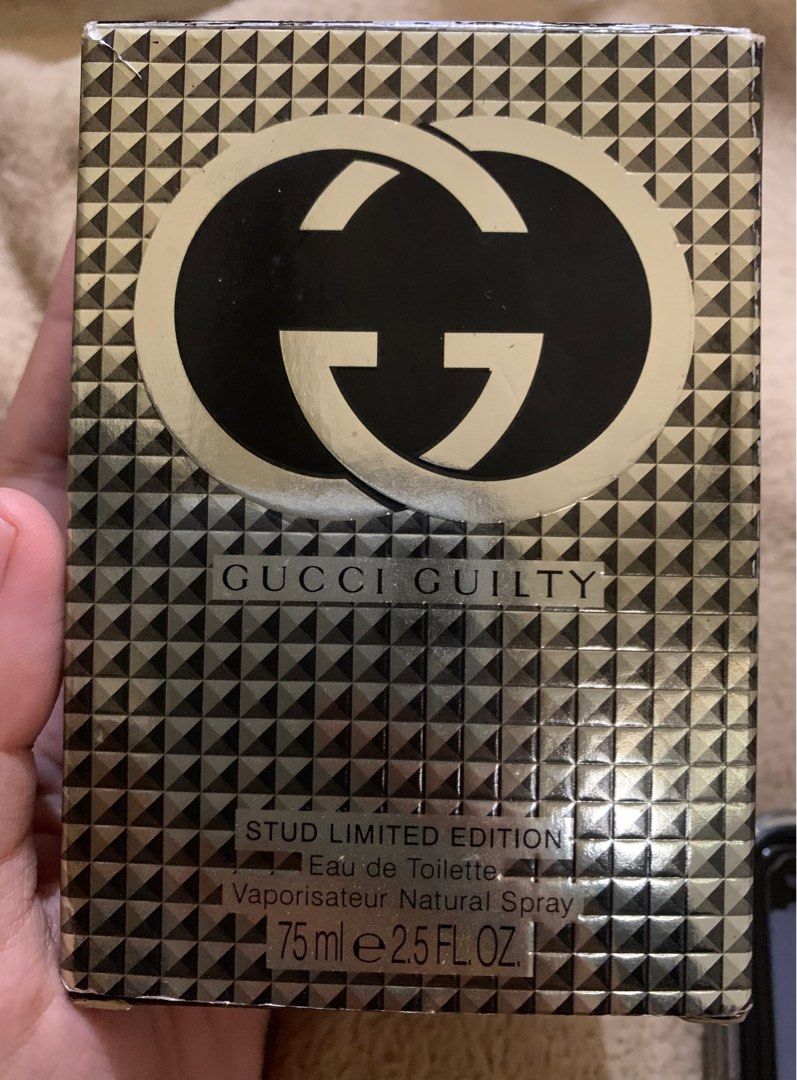 GUCCI GUILTY
STUD LIMITED EDITION
Eau de Toilette
Vaporisateur Natural Spray
75 ml e 2.5 FL. OZ.